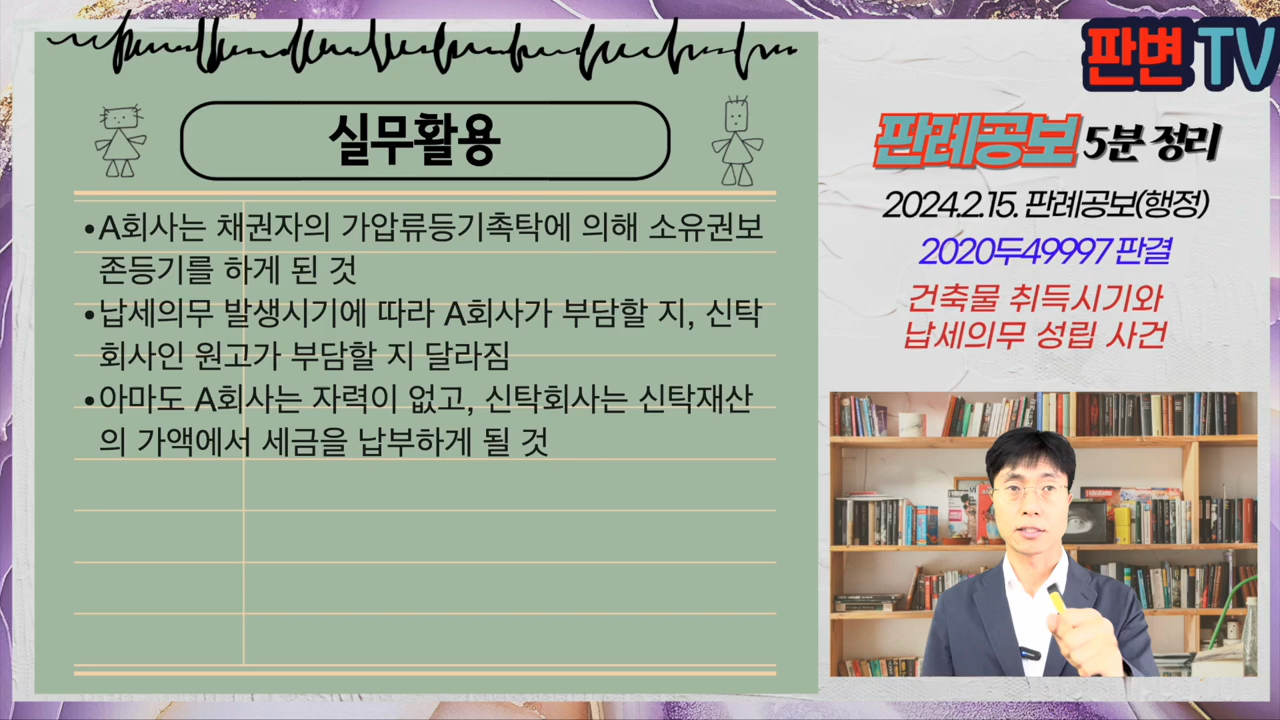 판변 TV
실무활용
•A회사는 채권자의 가압류등기촉탁에 의해 소유권보
존등기를 하게 된 것
•납세의무 발생시기에 따라 A회사가 부담할 지, 신탁
회사인 원고가 부담할 지 달라짐
•아마도 A회사는 자력이 없고, 신탁회사는 신탁재산
의 가액에서 세금을 납부하게 될 것
판례공보 5분 정리
2024.2.15. 판례공보(행정)
2020두49997 판결
건축물 취득시기와
납세의무 성립 사건